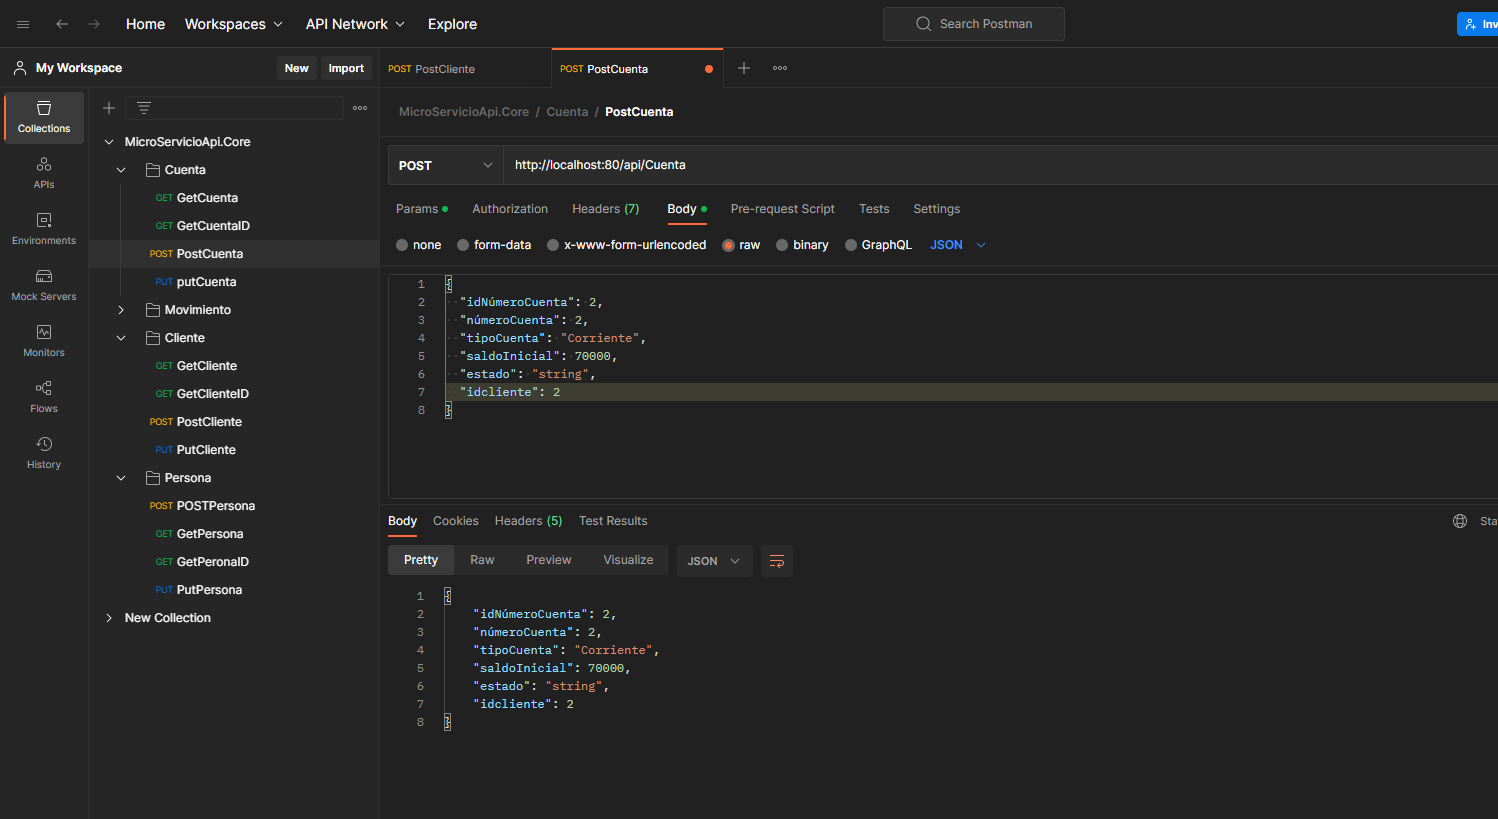 Home Workspaces API Network Explore Search Postman Inv
My Workspace New Import
POST PostCliente POST PostCuenta
Collections
APIs
Environments
Mock Servers
Monitors
Flows
History
MicroServicioApi.Core
Cuenta
GET GetCuenta
GET GetCuentaID
POST PostCuenta
PUT putCuenta
Movimiento
Cliente
GET GetCliente
GET GetClienteID
POST PostCliente
PUT PutCliente
Persona
POST POSTPersona
GET GetPersona
GET GetPeronaID
PUT PutPersona
New Collection
MicroServicioApi.Core / Cuenta / PostCuenta
POST http://localhost:80/api/Cuenta
Params Authorization Headers (7) Body Pre-request Script Tests Settings
none form-data x-www-form-urlencoded raw binary GraphQL JSON
1 {
2 "idNúmeroCuenta": 2,
3 "númeroCuenta": 2,
4 "tipoCuenta": "Corriente",
5 "saldoInicial": 70000,
6 "estado": "string",
7 "idcliente": 2
8 }
Body Cookies Headers (5) Test Results Sta
Pretty Raw Preview Visualize JSON
1 {
2 "idNúmeroCuenta": 2,
3 "númeroCuenta": 2,
4 "tipoCuenta": "Corriente",
5 "saldoInicial": 70000,
6 "estado": "string",
7 "idcliente": 2
8 }